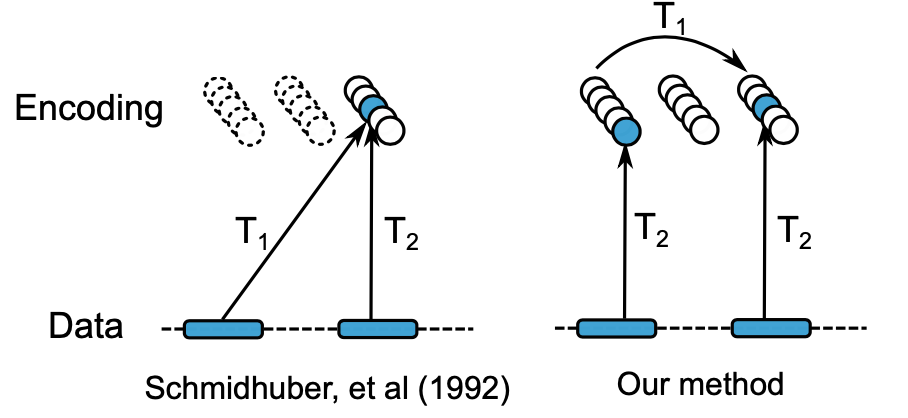 T1
Encoding
T1 T2 T2 T2
Data
Schmidhuber, et al (1992) Our method